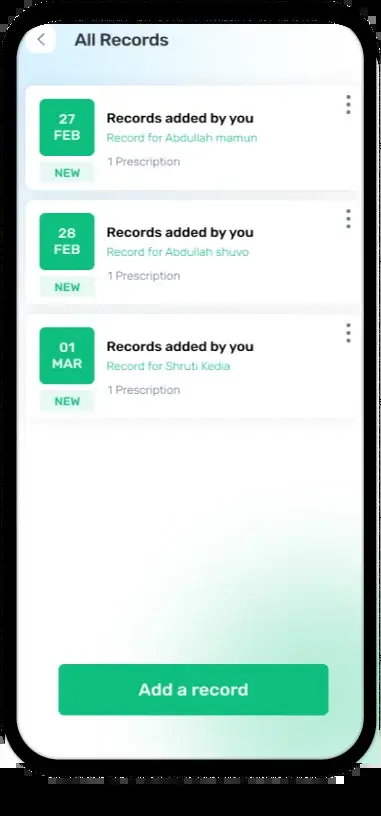 All Records
27
FEB
NEW
Records added by you
Record for Abdullah mamun
1 Prescription
28
FEB
NEW
Records added by you
Record for Abdullah shuvo
1 Prescription
01
MAR
NEW
Records added by you
Record for Shruti Kedia
1 Prescription
Add a record